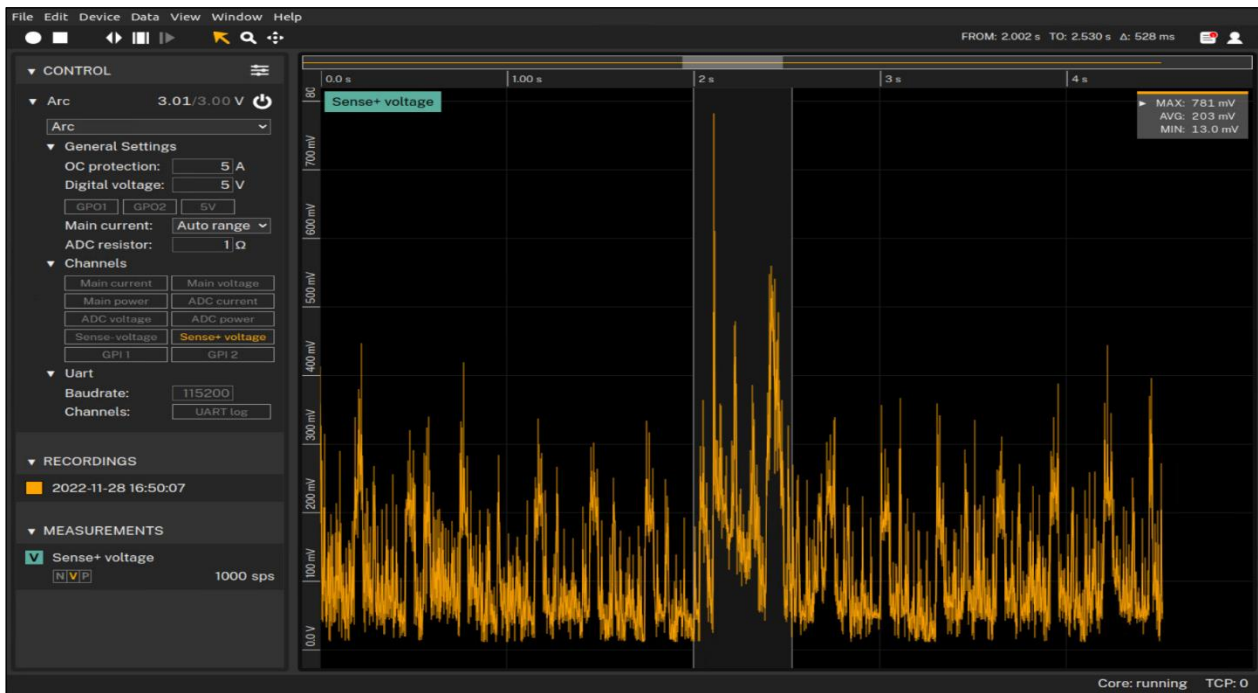 File Edit Device Data View Window Help
FROM: 2.002 s TO: 2.530 s Δ: 528 ms
CONTROL
Arc 3.01/3.00 V
Arc
General Settings
OC protection: 5 A
Digital voltage: 5 V
GPO1 GPO2 5V
Main current: Auto range
ADC resistor: 1 Ω
Channels
Main current Main voltage
Main power ADC current
ADC voltage ADC power
Sense-voltage Sense+ voltage
GPI 1 GPI 2
Uart
Baudrate: 115200
Channels: UART log
RECORDINGS
2022-11-28 16:50:07
MEASUREMENTS
V Sense+ voltage
N V P 1000 sps
0.0 s 1.00 s 2 s 3 s 4 s
Sense+ voltage
MAX: 781 mV
AVG: 203 mV
MIN: 13.0 mV
80
700 mV
600 mV
500 mV
400 mV
300 mV
200 mV
100 mV
0.0 V
Core: running TCP: 0